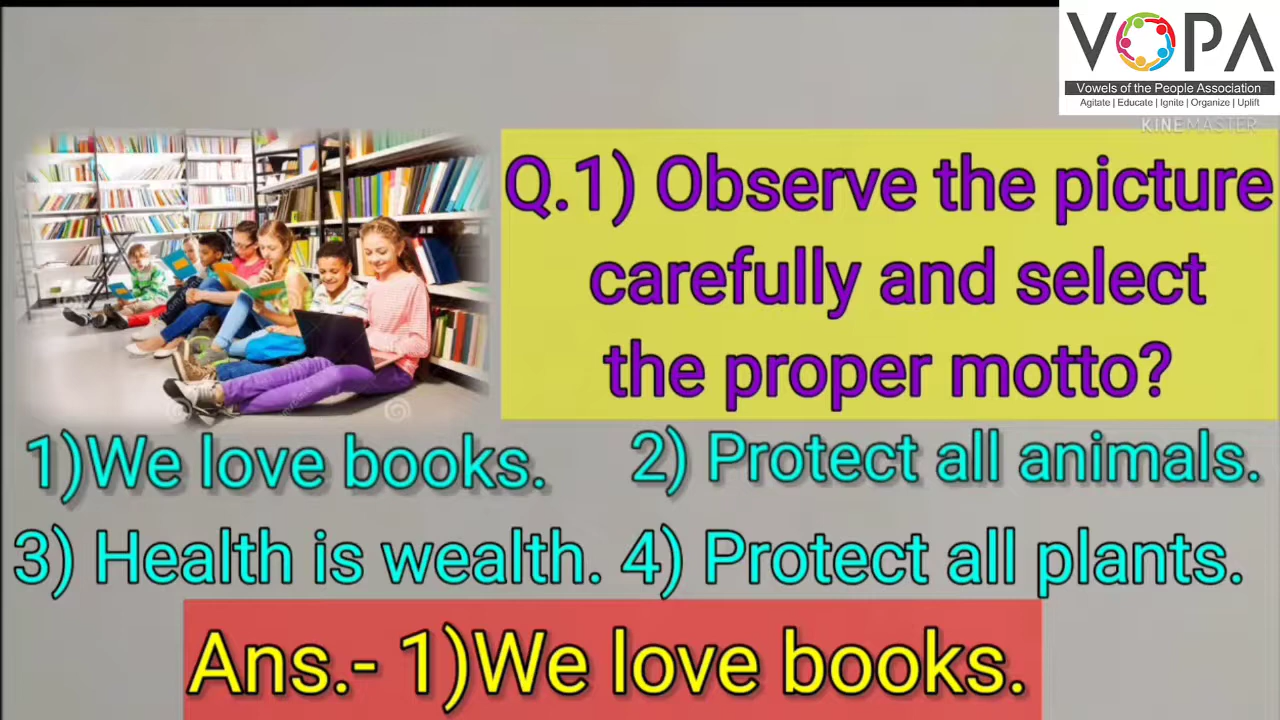 VOPA
Vowels of the People Association
Agitate | Educate | Ignite | Organize | Uplift
KINEMASTER
Q.1) Observe the picture
carefully and select
the proper motto?
1)We love books. 2) Protect all animals.
3) Health is wealth. 4) Protect all plants.
Ans.- 1)We love books.